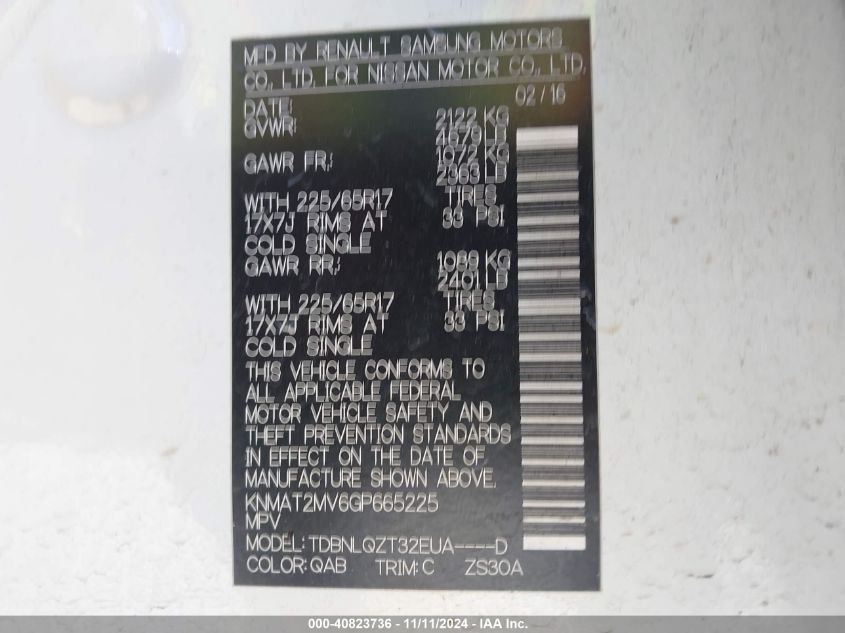 MFD BY RENAULT SAMSUNG MOTORS
CO., LTD. FOR NISSAN MOTOR CO., LTD.
DATE: 02/16
GVWR: 2122 KG
4679 LB
GAWR FR,: 1072 KG
2363 LB
WITH 225/65R17 TIRES
17X7J RIMS AT 33 PSI
COLD SINGLE
GAWR RR,: 1089 KG
2401 LB
WITH 225/65R17 TIRES
17X7J RIMS AT 33 PSI
COLD SINGLE
THIS VEHICLE CONFORMS TO
ALL APPLICABLE FEDERAL
MOTOR VEHICLE SAFETY AND
THEFT PREVENTION STANDARDS
IN EFFECT ON THE DATE OF
MANUFACTURE SHOWN ABOVE.
KNMAT2MV6GP665225
MPV
MODEL: TDBNLQZT32EUA----D
COLOR: QAB TRIM: C ZS30A
000-40823736 - 11/11/2024 - IAA Inc.